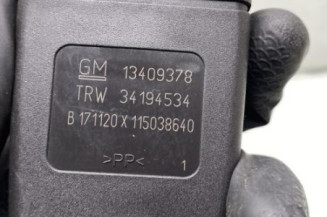 GM 13409378
TRW 34194534
B 171120 X 115038640
>PP< 1